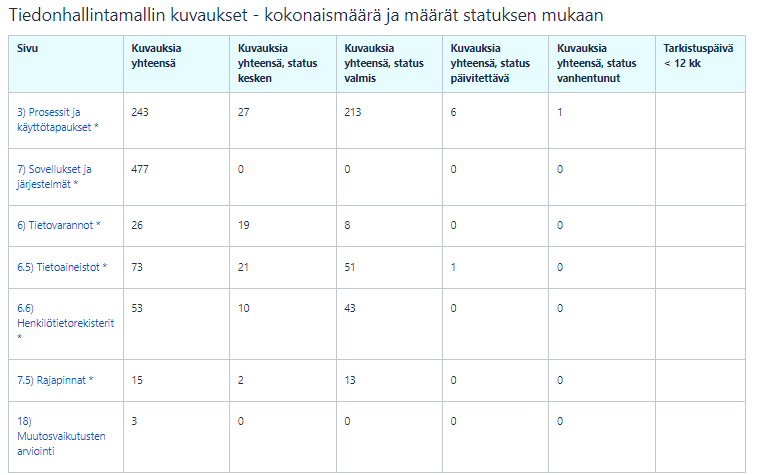 Tiedonhallintamallin kuvaukset - kokonaismäärä ja määrät statuksen mukaan
Sivu
Kuvauksia
yhteensä
Kuvauksia
yhteensä, status
kesken
Kuvauksia
yhteensä, status
valmis
Kuvauksia
yhteensä, status
päivitettävä
Kuvauksia
yhteensä, status
vanhentunut
Tarkistuspäivä
< 12 kk
3) Prosessit ja
käyttötapaukset *
243
27
213
6
1
7) Sovellukset ja
järjestelmät *
477
0
0
0
0
6) Tietovarannot *
26
19
8
0
0
6.5) Tietoaineistot *
73
21
51
1
0
6.6)
Henkilötietorekisterit
*
53
10
43
0
0
7.5) Rajapinnat *
15
2
13
0
0
18)
Muutosvaikutusten
arviointi
3
0
0
0
0